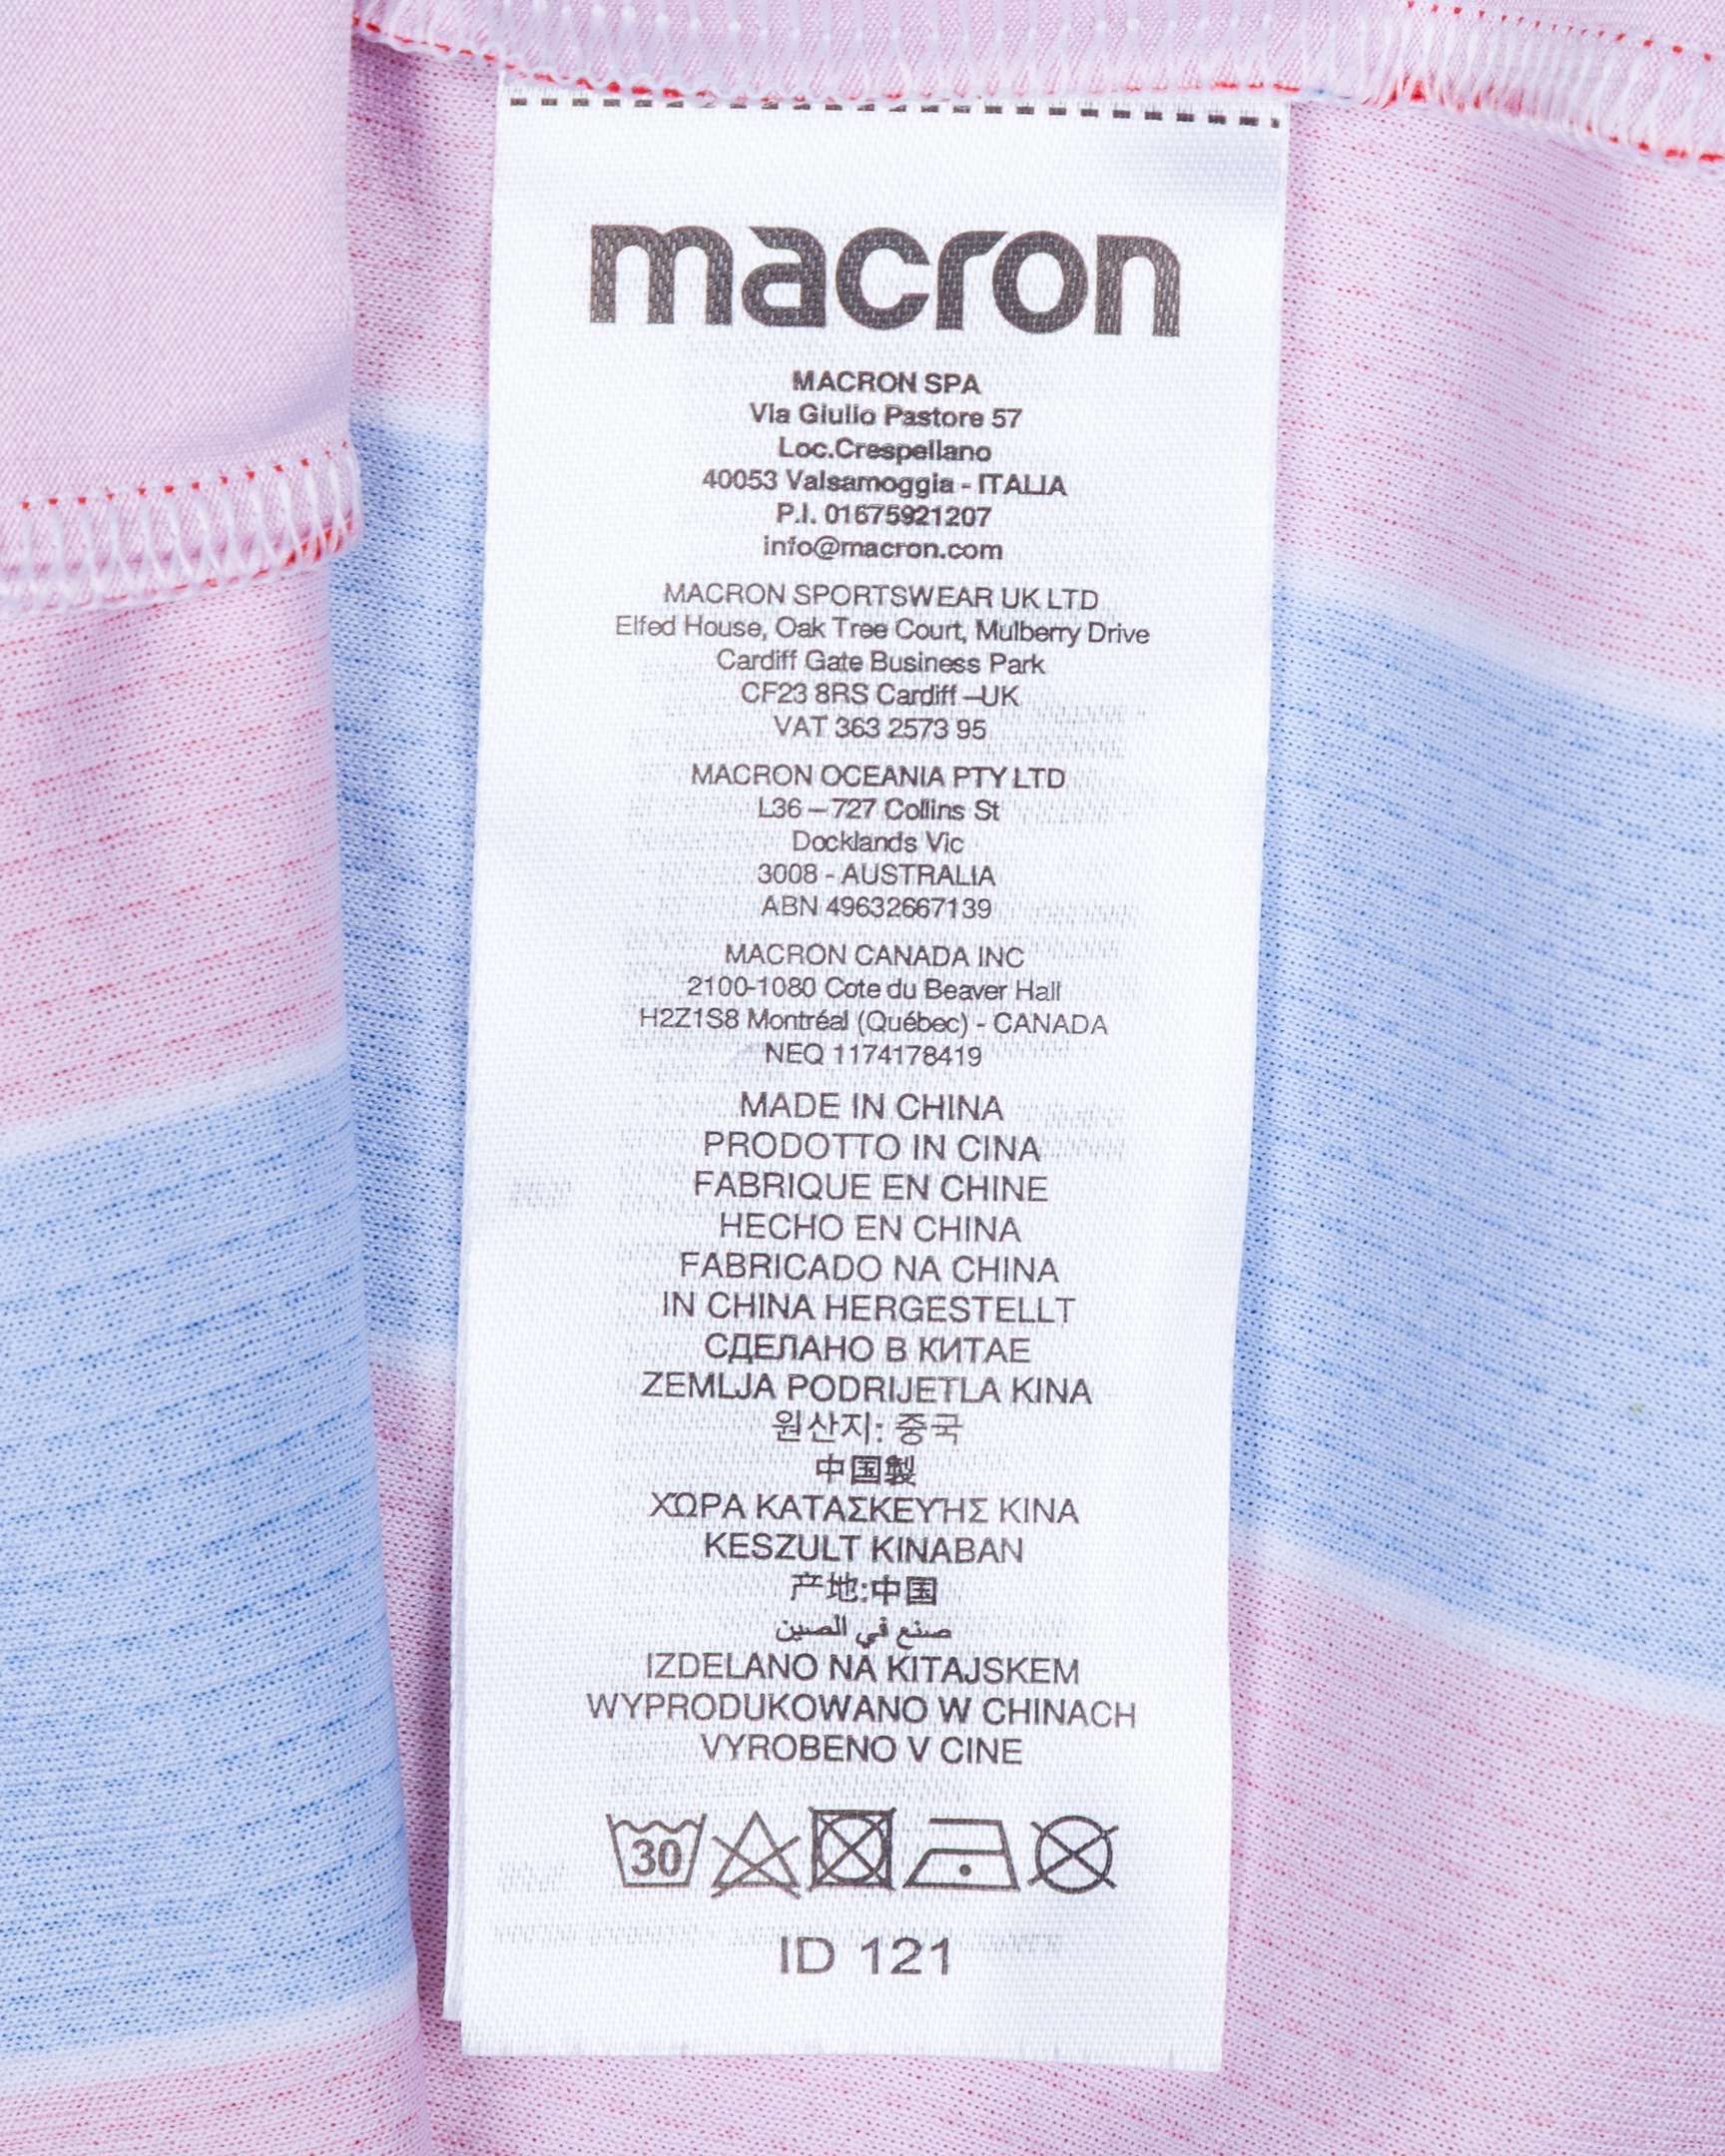 macron
MACRON SPA
Via Giulio Pastore 57
Loc.Crespellano
40053 Valsamoggia - ITALIA
P.I. 01675921207
info@macron.com
MACRON SPORTSWEAR UK LTD
Elfed House, Oak Tree Court, Mulberry Drive
Cardiff Gate Business Park
CF23 8RS Cardiff –UK
VAT 363 2573 95
MACRON OCEANIA PTY LTD
L36 – 727 Collins St
Docklands Vic
3008 - AUSTRALIA
ABN 49632667139
MACRON CANADA INC
2100-1080 Cote du Beaver Hall
H2Z1S8 Montréal (Québec) - CANADA
NEQ 1174178419
MADE IN CHINA
PRODOTTO IN CINA
FABRIQUE EN CHINE
HECHO EN CHINA
FABRICADO NA CHINA
IN CHINA HERGESTELLT
СДЕЛАНО В КИТАЕ
ZEMLJA PODRIJETLA KINA
원산지: 중국
中国製
ΧΏΡΑ ΚΑΤΑΣΚΕΥΉΣ ΚΙΝΑ
KESZULT KINABAN
产地:中国
صنع في الصين
IZDELANO NA KITAJSKEM
WYPRODUKOWANO W CHINACH
VYROBENO V CINE
30
ID 121